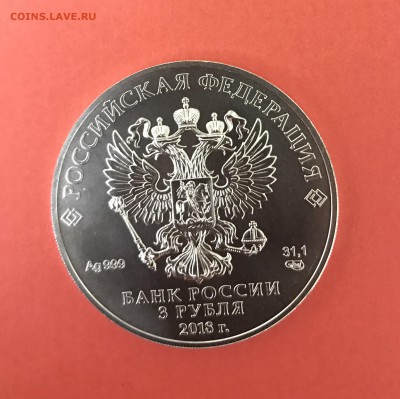 COINS.LAVE.RU
РОССИЙСКАЯ ФЕДЕРАЦИЯ
Ag 999
31,1
БАНК РОССИИ
3 РУБЛЯ
2018 г.